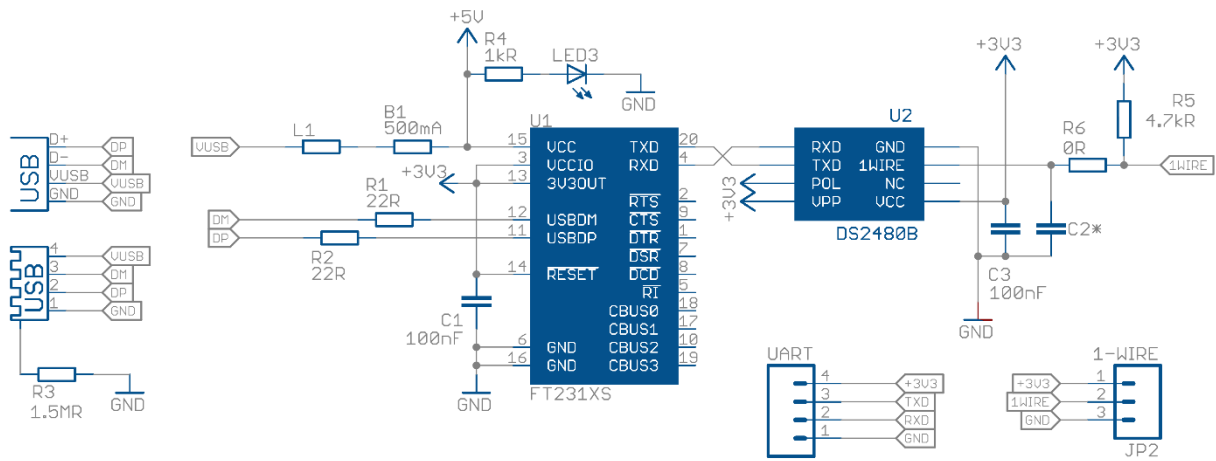 +5V
R4
1kR
LED3
GND
+3V3
+3V3
R5
4.7kR
R6
0R
1WIRE
USB
D+ DP
D- DM
VUSB VUSB
GND GND
VUSB
L1
B1
500mA
+3V3
R1
22R
DM
DP
R2
22R
C1
100nF
GND
U1
15 VCC TXD 20
3 VCCIO RXD 4
13 3V3OUT
RTS 2
12 USBDM CTS 9
11 USBDP DTR 1
DSR 7
14 RESET DCD 8
RI 5
CBUS0 18
CBUS1 17
6 GND CBUS2 10
16 GND CBUS3 19
FT231XS
U2
RXD GND
TXD 1WIRE
POL NC
VPP VCC
DS2480B
+3V3
C2*
C3
100nF
GND
USB
4 VUSB
3 DM
2 DP
1 GND
R3
1.5MR
GND
UART
4 +3V3
3 TXD
2 RXD
1 GND
1-WIRE
+3V3 1
1WIRE 2
GND 3
JP2